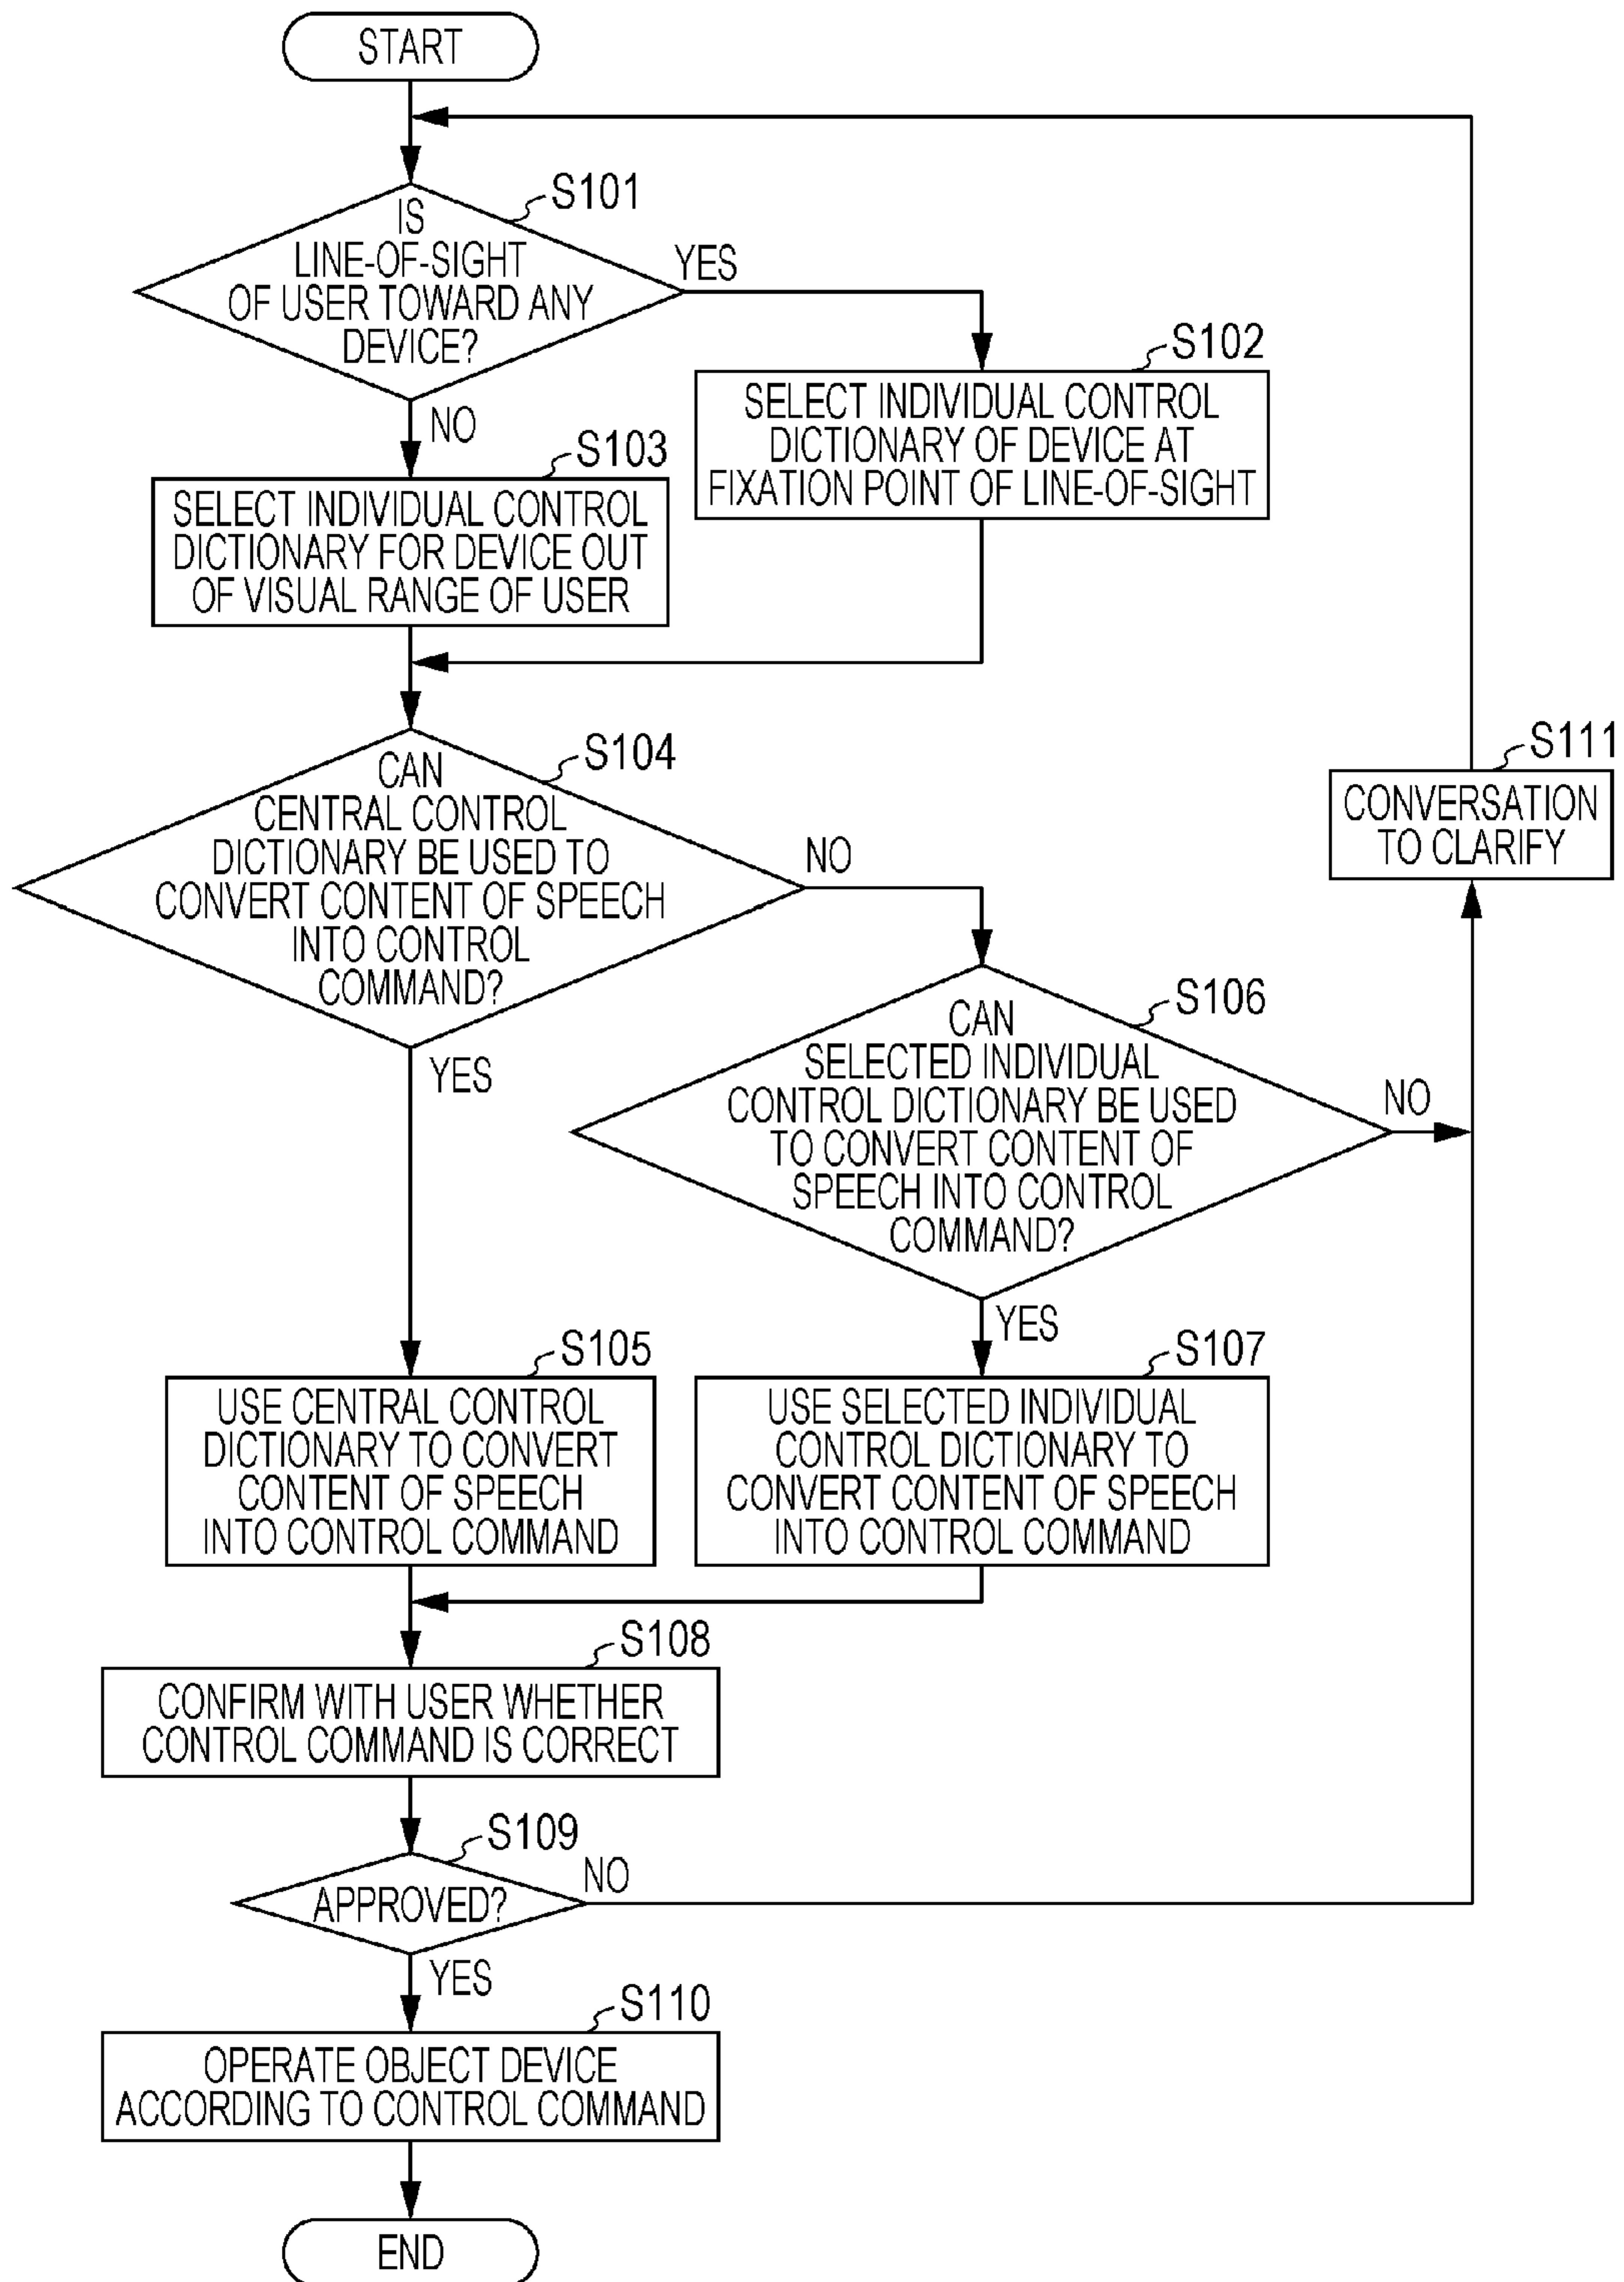 START
S101
IS
LINE-OF-SIGHT
OF USER TOWARD ANY
DEVICE?
YES
NO
S102
SELECT INDIVIDUAL CONTROL
DICTIONARY OF DEVICE AT
FIXATION POINT OF LINE-OF-SIGHT
S103
SELECT INDIVIDUAL CONTROL
DICTIONARY FOR DEVICE OUT
OF VISUAL RANGE OF USER
S104
CAN
CENTRAL CONTROL
DICTIONARY BE USED TO
CONVERT CONTENT OF SPEECH
INTO CONTROL
COMMAND?
NO
YES
S111
CONVERSATION
TO CLARIFY
S106
CAN
SELECTED INDIVIDUAL
CONTROL DICTIONARY BE USED
TO CONVERT CONTENT OF
SPEECH INTO CONTROL
COMMAND?
NO
YES
S105
USE CENTRAL CONTROL
DICTIONARY TO CONVERT
CONTENT OF SPEECH
INTO CONTROL COMMAND
S107
USE SELECTED INDIVIDUAL
CONTROL DICTIONARY TO
CONVERT CONTENT OF SPEECH
INTO CONTROL COMMAND
S108
CONFIRM WITH USER WHETHER
CONTROL COMMAND IS CORRECT
S109
APPROVED?
NO
YES
S110
OPERATE OBJECT DEVICE
ACCORDING TO CONTROL COMMAND
END